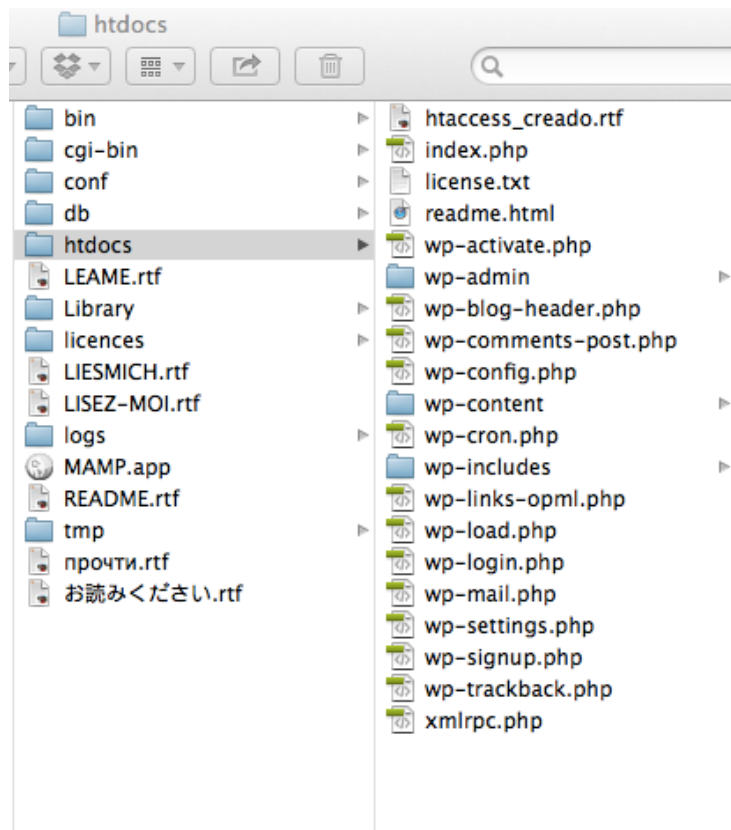 htdocs
bin
cgi-bin
conf
db
htdocs
LEAME.rtf
Library
licences
LIESMICH.rtf
LISEZ-MOI.rtf
logs
MAMP.app
README.rtf
tmp
прочти.rtf
お読みください.rtf
htaccess_creado.rtf
index.php
license.txt
readme.html
wp-activate.php
wp-admin
wp-blog-header.php
wp-comments-post.php
wp-config.php
wp-content
wp-cron.php
wp-includes
wp-links-opml.php
wp-load.php
wp-login.php
wp-mail.php
wp-settings.php
wp-signup.php
wp-trackback.php
xmlrpc.php